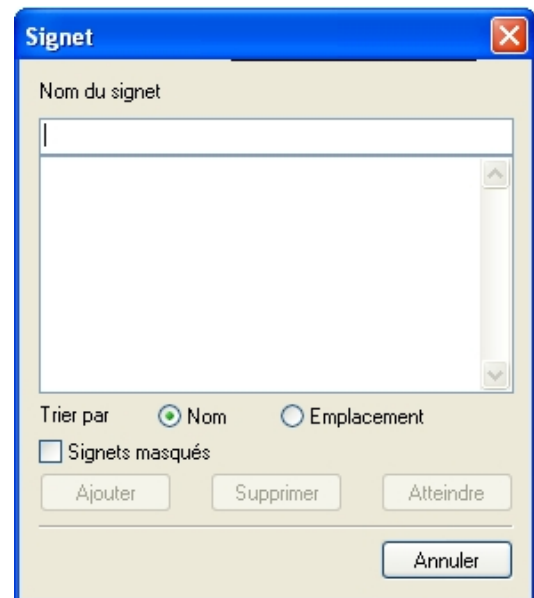 Signet
Nom du signet
Trier par Nom Emplacement
Signets masqués
Ajouter Supprimer Atteindre
Annuler